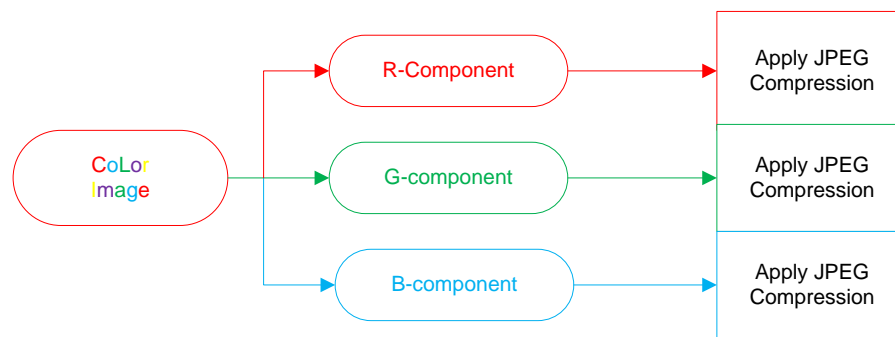 R-Component
Apply JPEG
Compression
CoLor
Image
G-component
Apply JPEG
Compression
B-component
Apply JPEG
Compression